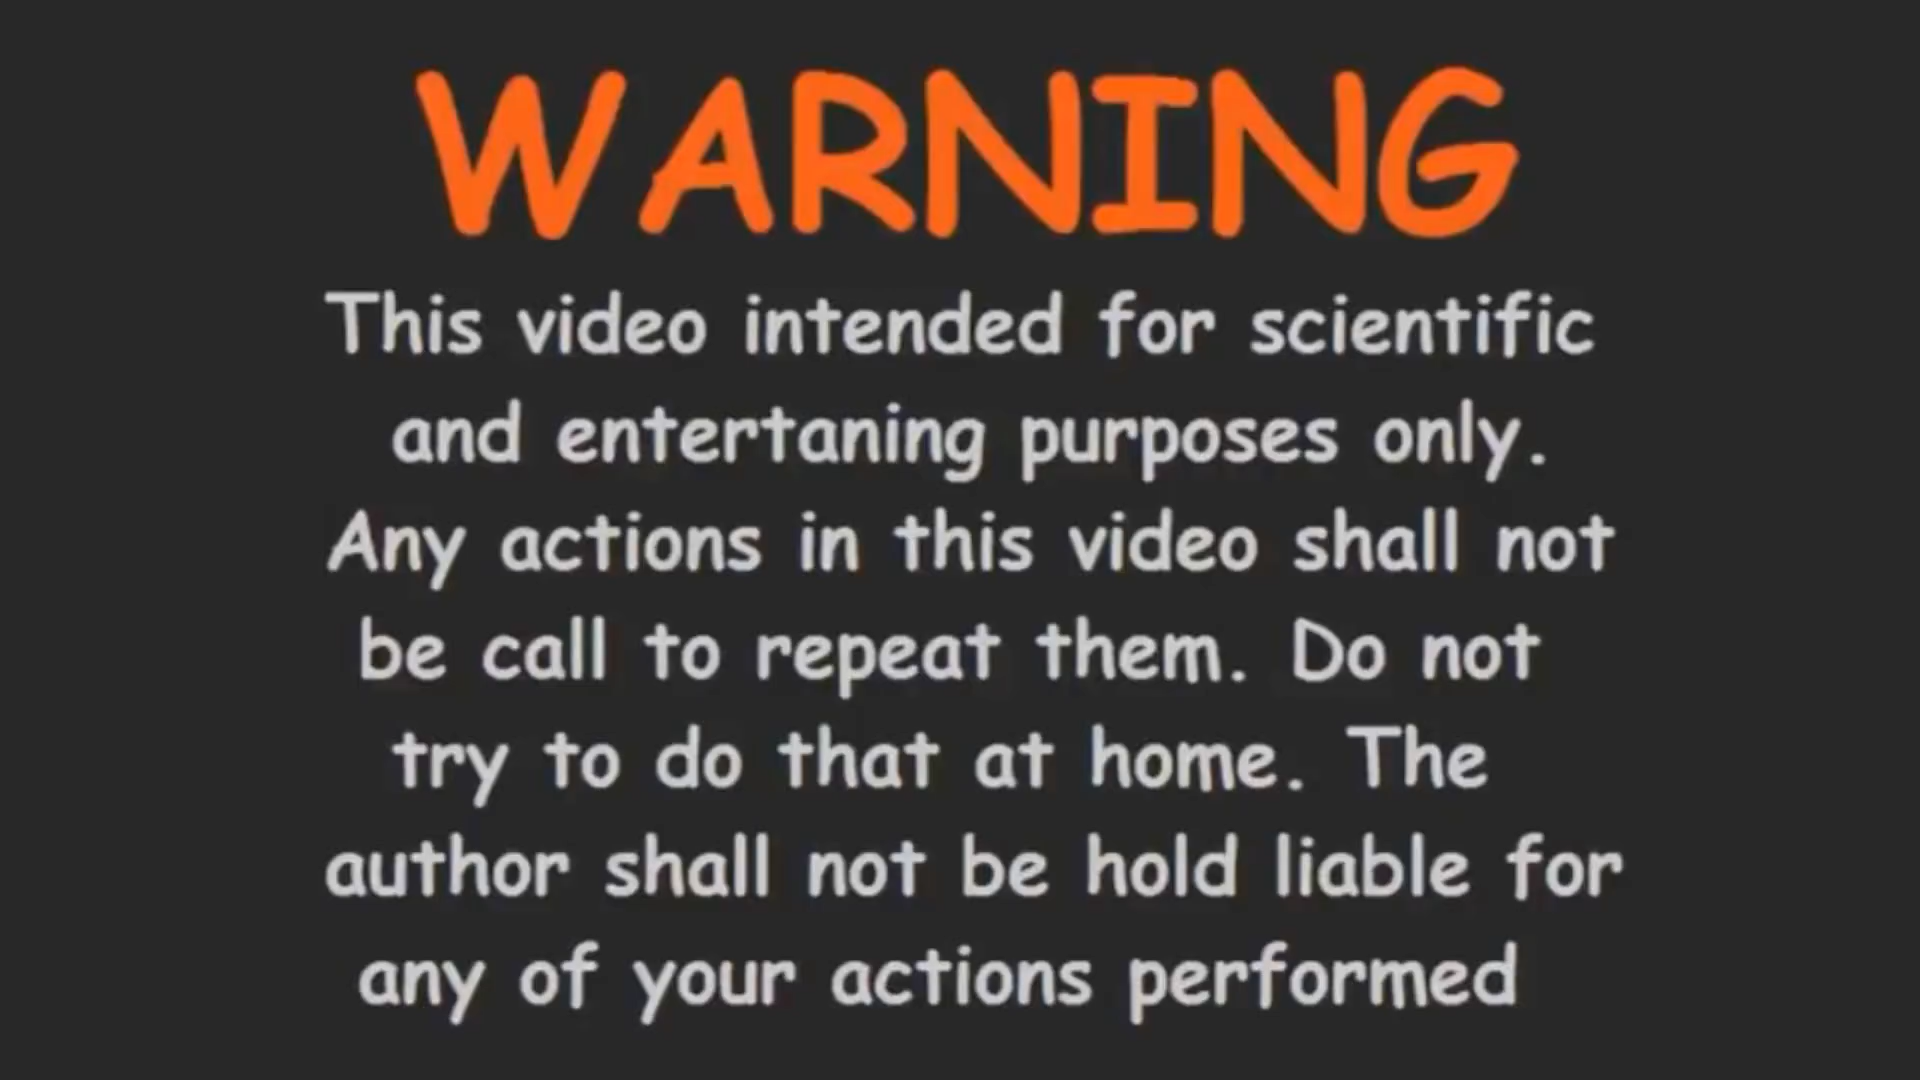 WARNING
This video intended for scientific
and entertaning purposes only.
Any actions in this video shall not
be call to repeat them. Do not
try to do that at home. The
author shall not be hold liable for
any of your actions performed